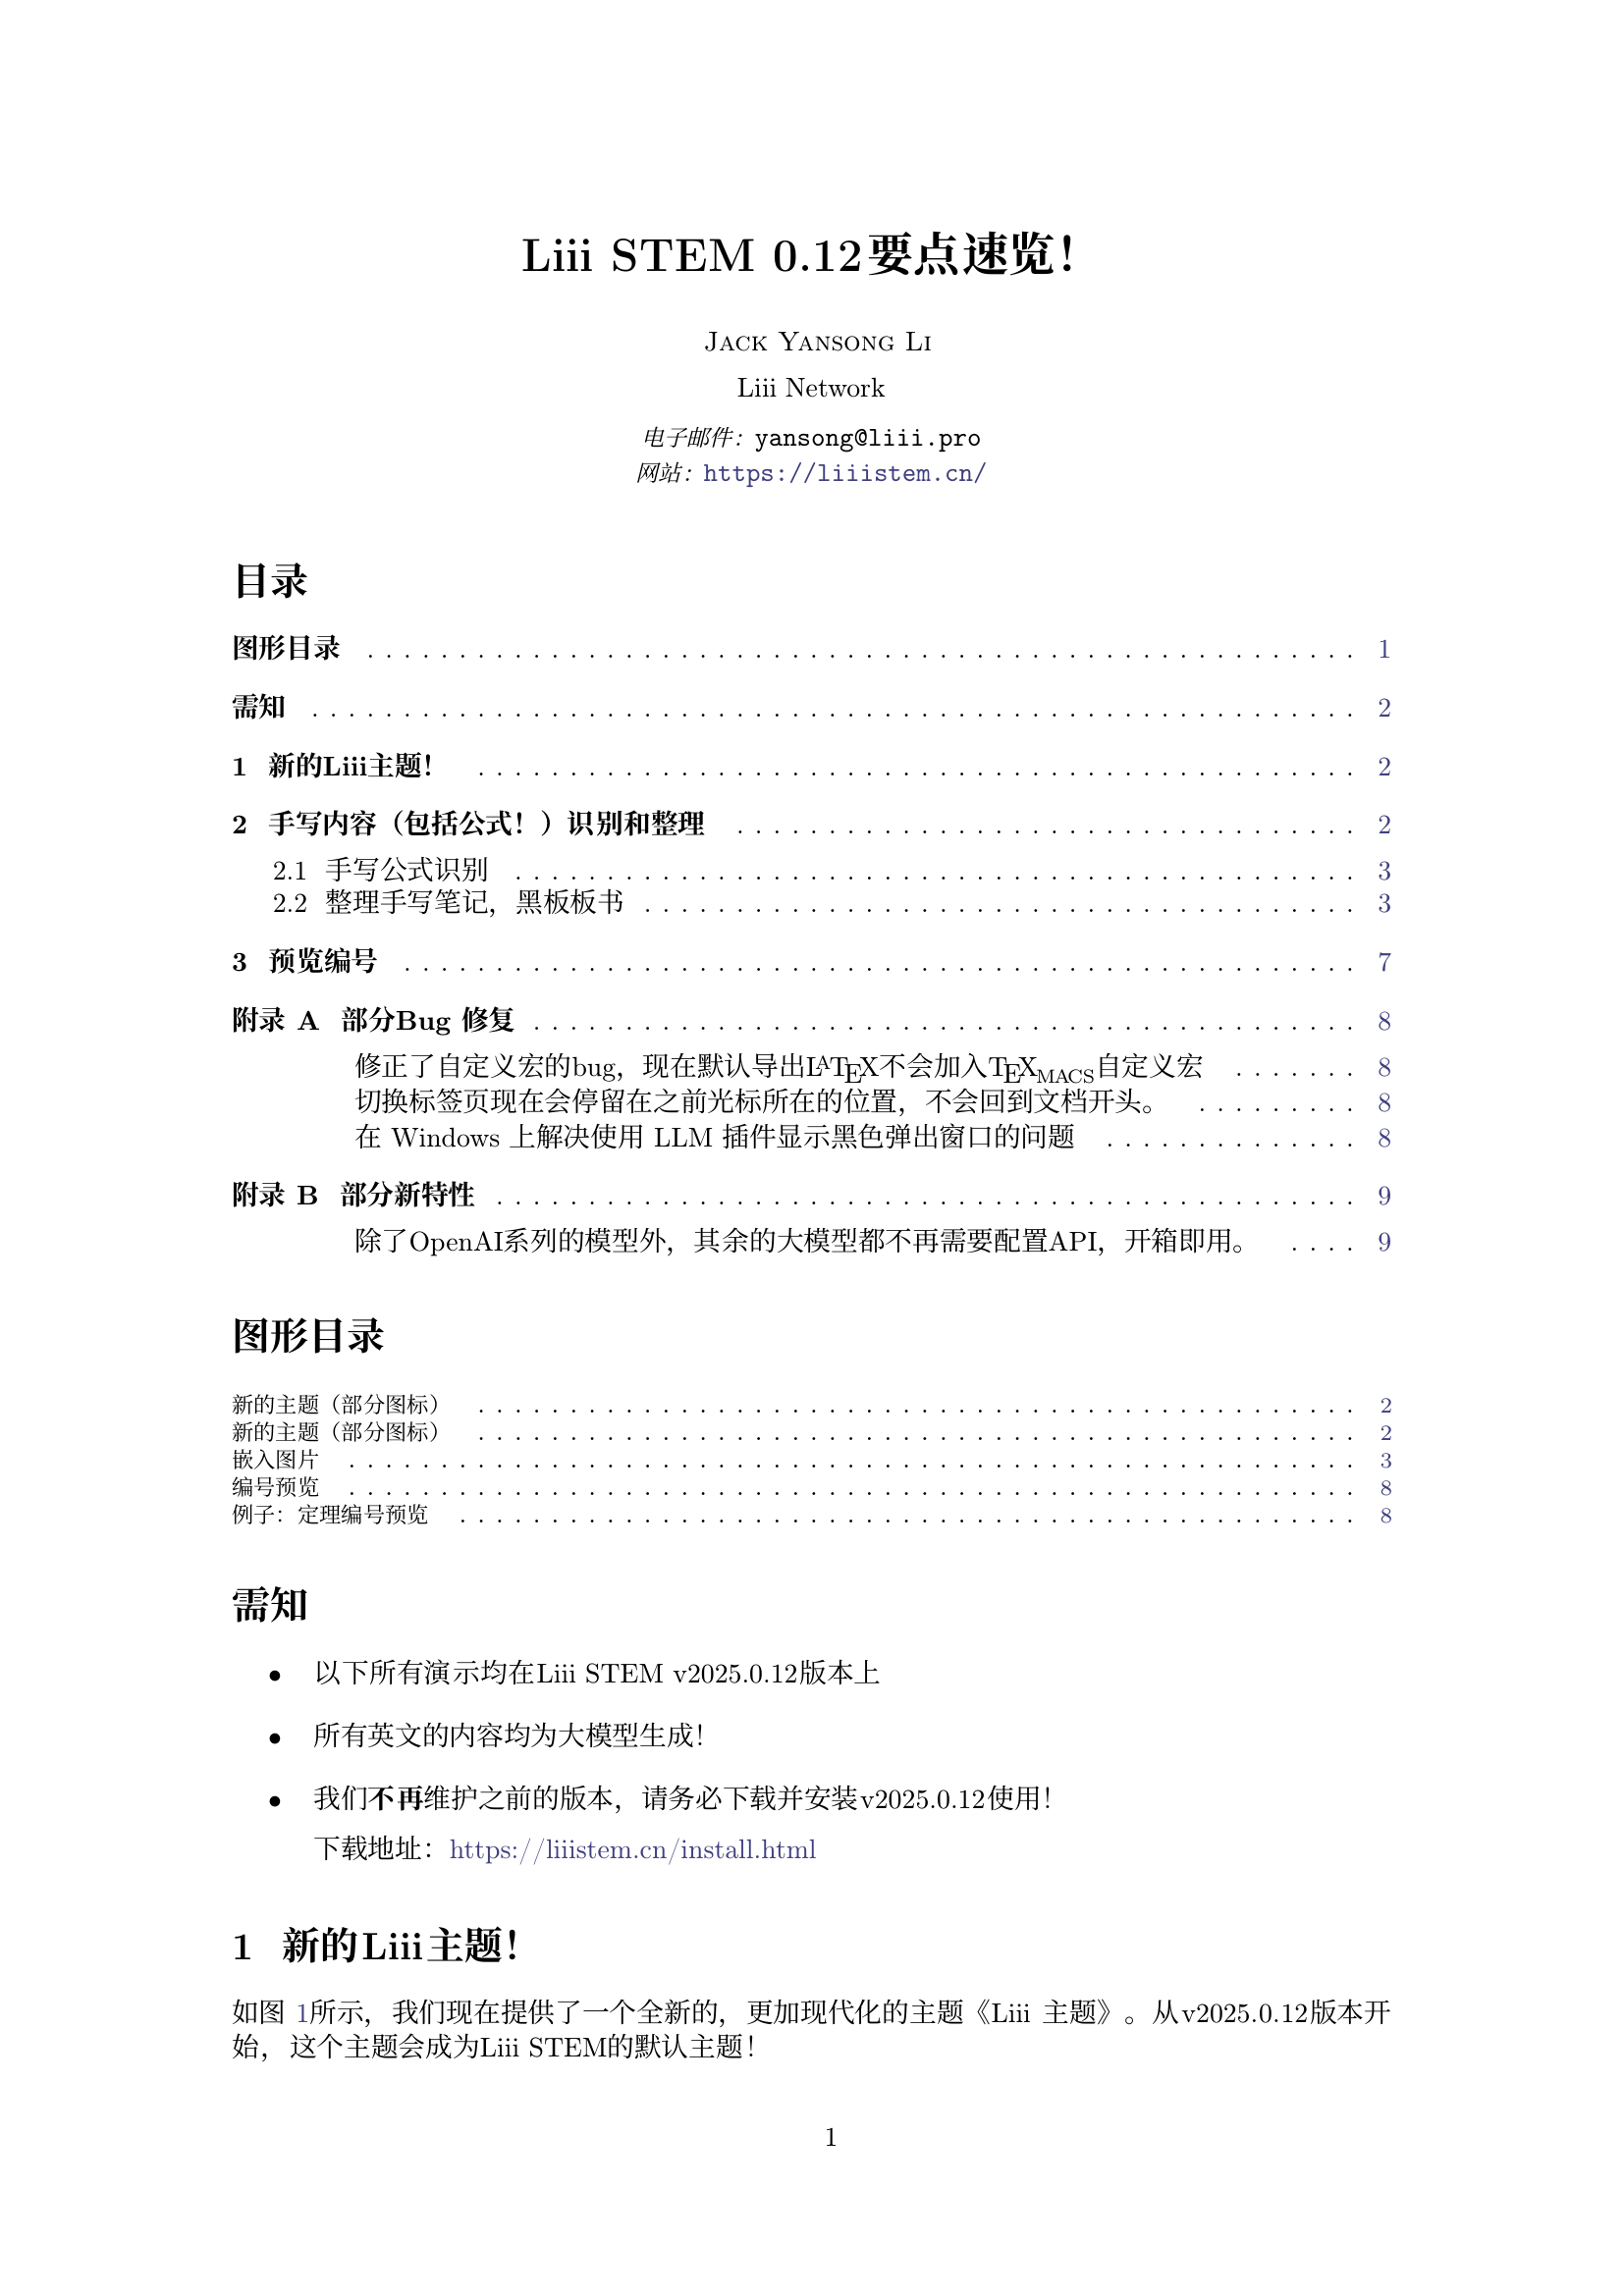 Liii STEM 0.12要点速览！
Jack Yansong Li
Liii Network
电子邮件：yansong@liii.pro
网站：https://liiistem.cn/
目录
图形目录 . . . . . . . . . . . . . . . . . . . . . . . . . . . . . . 1
需知 . . . . . . . . . . . . . . . . . . . . . . . . . . . . . . 2
1 新的Liii主题！ . . . . . . . . . . . . . . . . . . . . . . . . . . . . . . 2
2 手写内容（包括公式！）识别和整理 . . . . . . . . . . . . . . . . . . . . 2
2.1 手写公式识别 . . . . . . . . . . . . . . . . . . . . . . . . . . 3
2.2 整理手写笔记，黑板板书 . . . . . . . . . . . . . . . . . . . . . . 3
3 预览编号 . . . . . . . . . . . . . . . . . . . . . . . . . . . . . . 7
附录 A 部分Bug 修复 . . . . . . . . . . . . . . . . . . . . . . . . . . 8
修正了自定义宏的bug，现在默认导出LATEX不会加入TEXMACS自定义宏 . . . . . . . 8
切换标签页现在会停留在之前光标所在的位置，不会回到文档开头。 . . . . . . . . . 8
在 Windows 上解决使用 LLM 插件显示黑色弹出窗口的问题 . . . . . . . . . . . . . . 8
附录 B 部分新特性 . . . . . . . . . . . . . . . . . . . . . . . . . . 9
除了OpenAI系列的模型外，其余的大模型都不再需要配置API，开箱即用。 . . . . 9
图形目录
新的主题（部分图标） . . . . . . . . . . . . . . . . . . . . . . . . . . 2
新的主题（部分图标） . . . . . . . . . . . . . . . . . . . . . . . . . . 2
嵌入图片 . . . . . . . . . . . . . . . . . . . . . . . . . . . . . . 3
编号预览 . . . . . . . . . . . . . . . . . . . . . . . . . . . . . . 8
例子：定理编号预览 . . . . . . . . . . . . . . . . . . . . . . . . . . 8
需知
• 以下所有演示均在Liii STEM v2025.0.12版本上
• 所有英文的内容均为大模型生成！
• 我们不再维护之前的版本，请务必下载并安装v2025.0.12使用！
下载地址：https://liiistem.cn/install.html
1 新的Liii主题！
如图 1所示，我们现在提供了一个全新的，更加现代化的主题《Liii 主题》。从v2025.0.12版本开
始，这个主题会成为Liii STEM的默认主题！
1